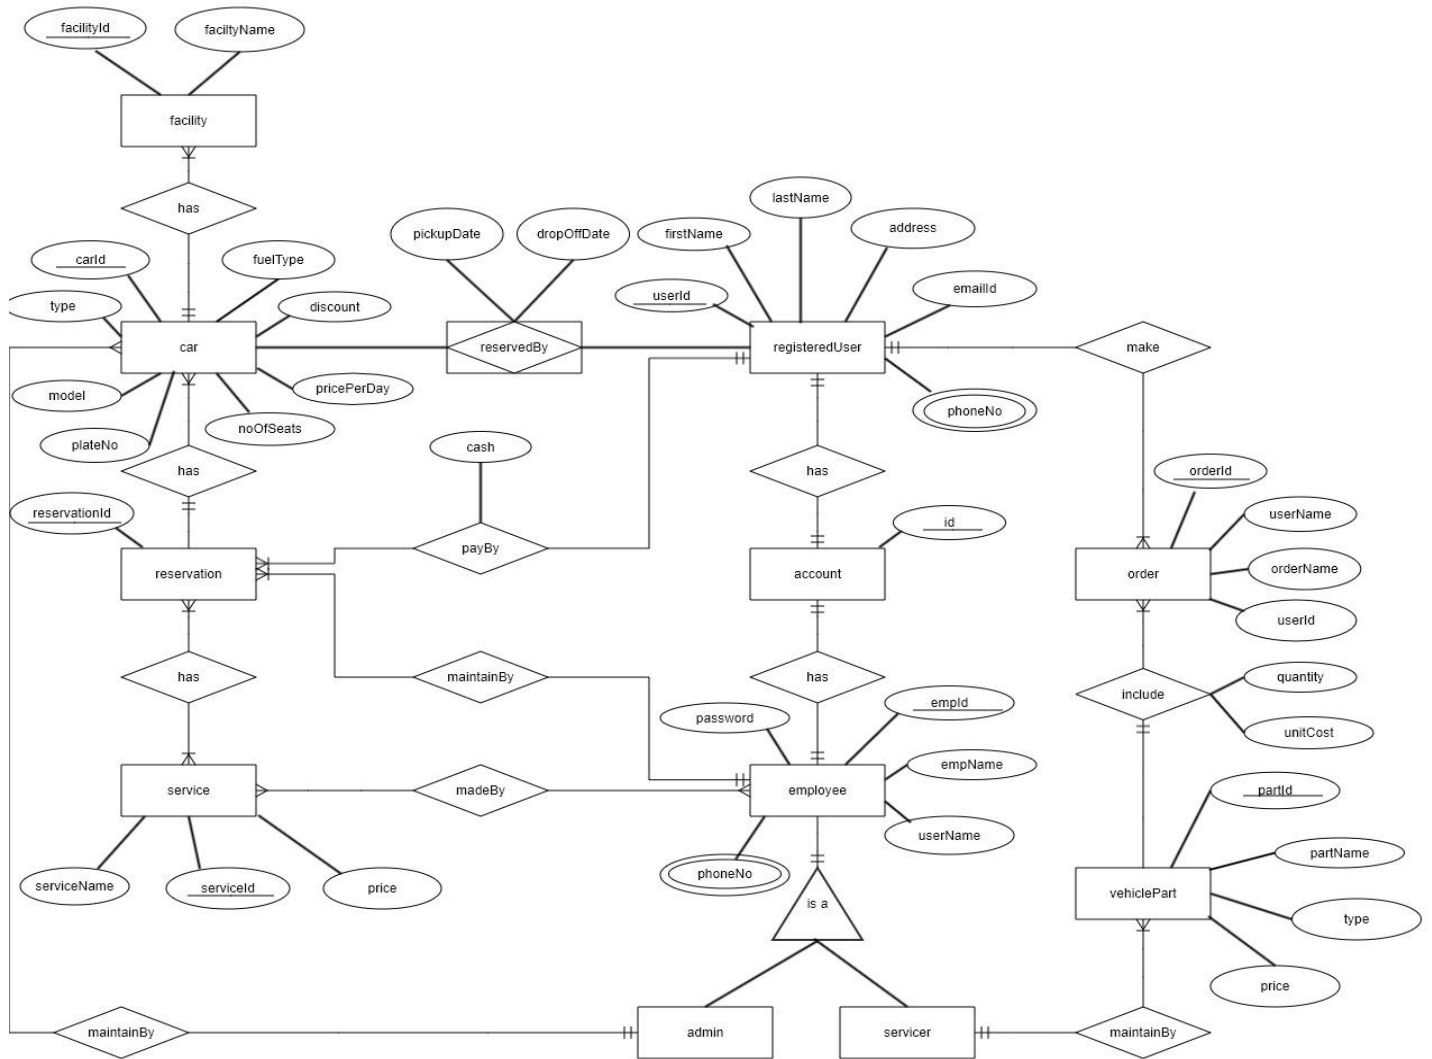 facilityId
faciltyName
facility
has
lastName
pickupDate
dropOffDate
firstName
address
carId
fuelType
userId
emailId
type
discount
car
reservedBy
registeredUser
make
model
pricePerDay
phoneNo
plateNo
noOfSeats
cash
has
has
orderId
reservationId
id
userName
payBy
reservation
account
order
orderName
userId
has
maintainBy
has
quantity
include
password
empId
unitCost
service
madeBy
employee
empName
partId
userName
serviceName
serviceId
price
phoneNo
partName
vehiclePart
is a
type
price
maintainBy
admin
servicer
maintainBy